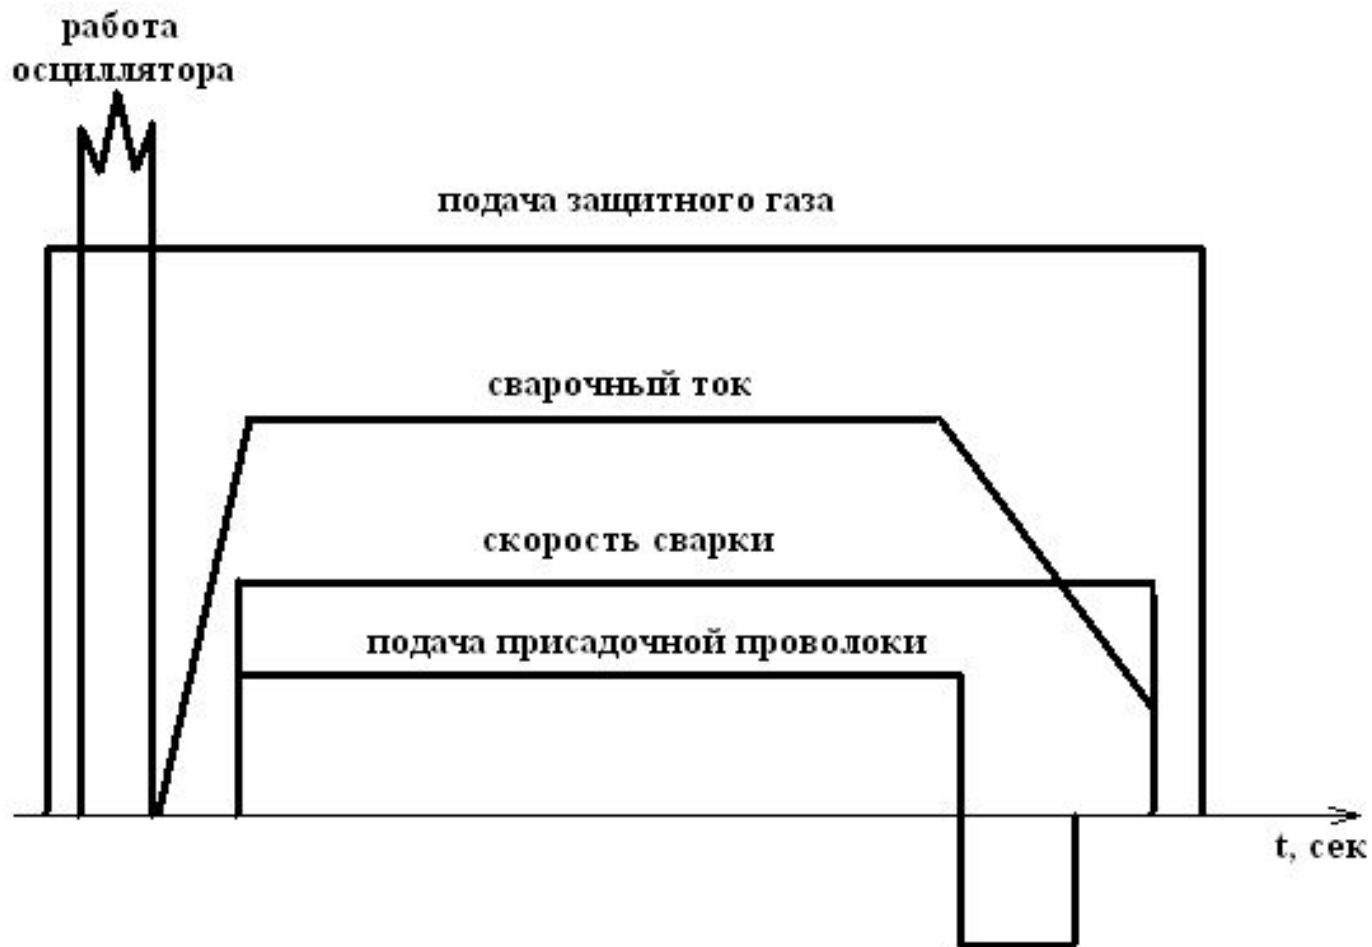 работа
осциллятора
подача защитного газа
сварочный ток
скорость сварки
подача присадочной проволоки
t, сек